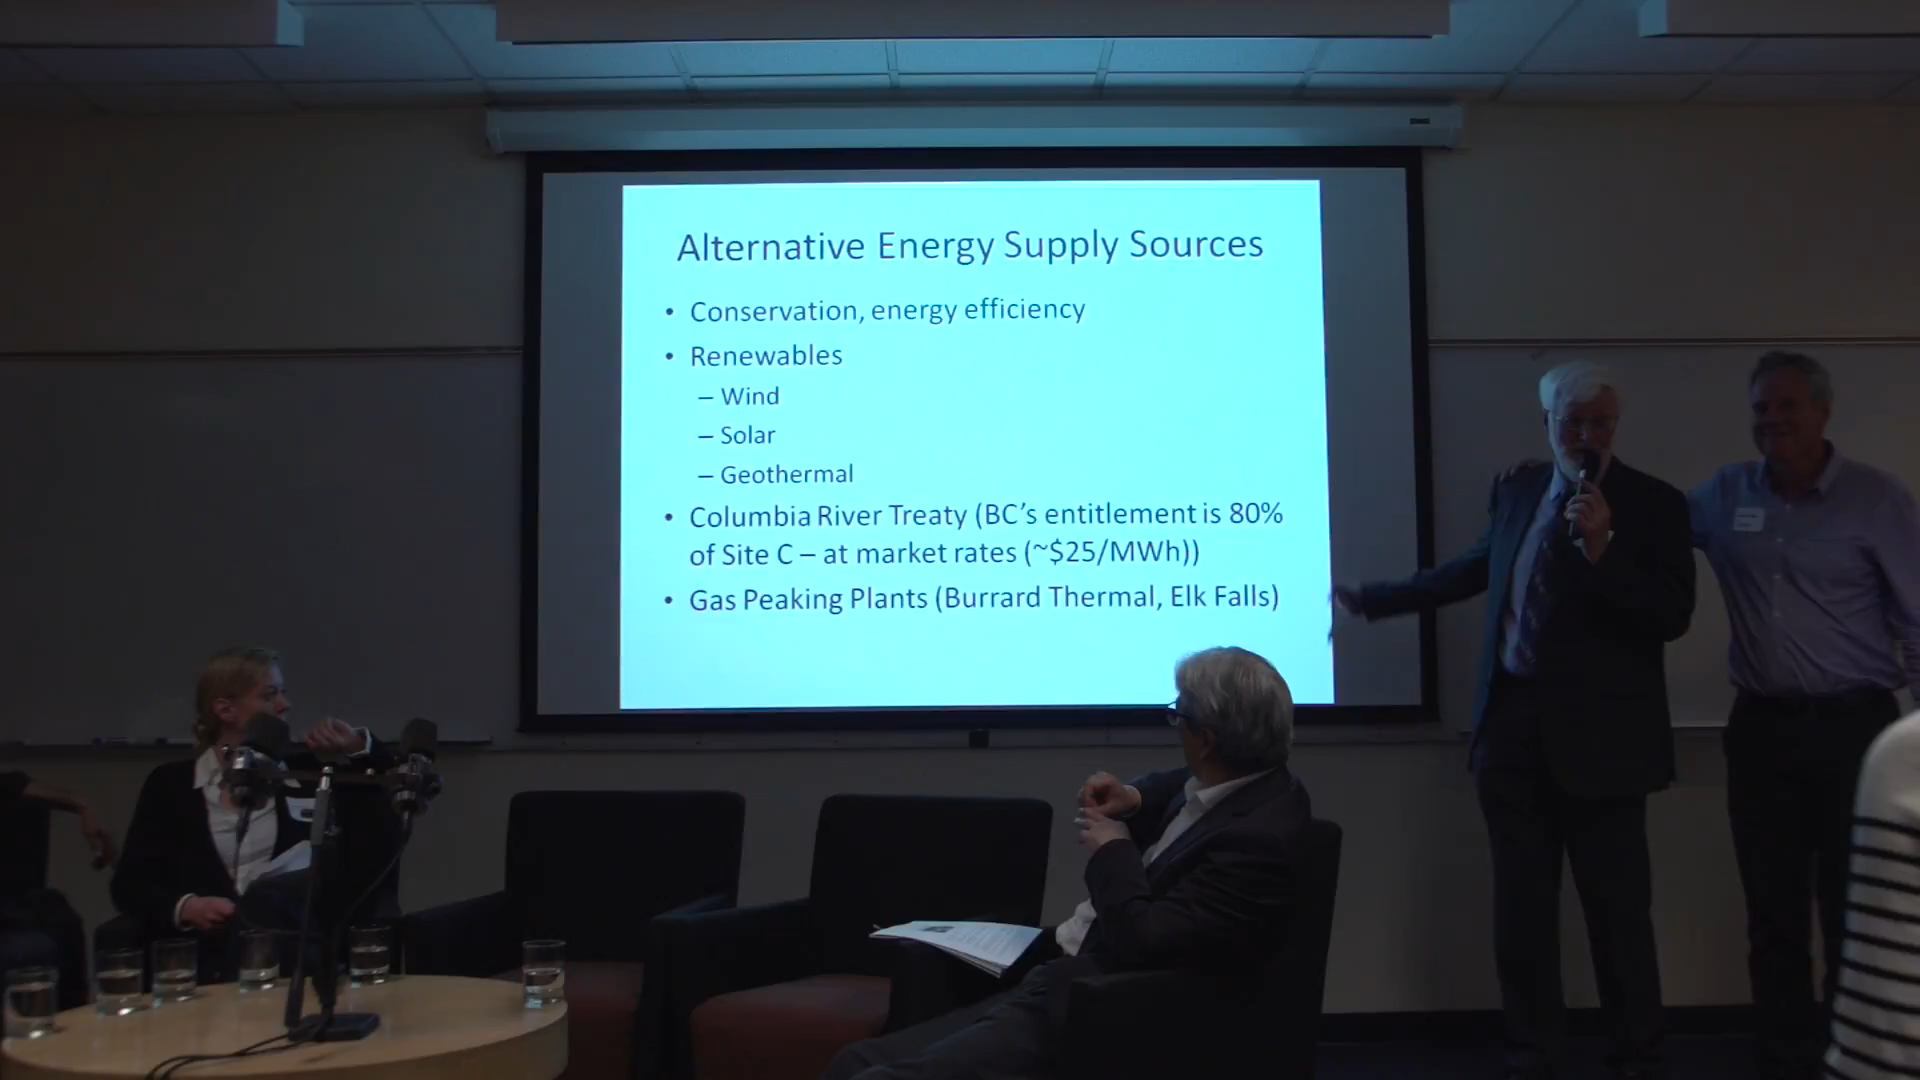 Alternative Energy Supply Sources
• Conservation, energy efficiency
• Renewables
– Wind
– Solar
– Geothermal
• Columbia River Treaty (BC’s entitlement is 80%
of Site C – at market rates (~$25/MWh))
• Gas Peaking Plants (Burrard Thermal, Elk Falls)